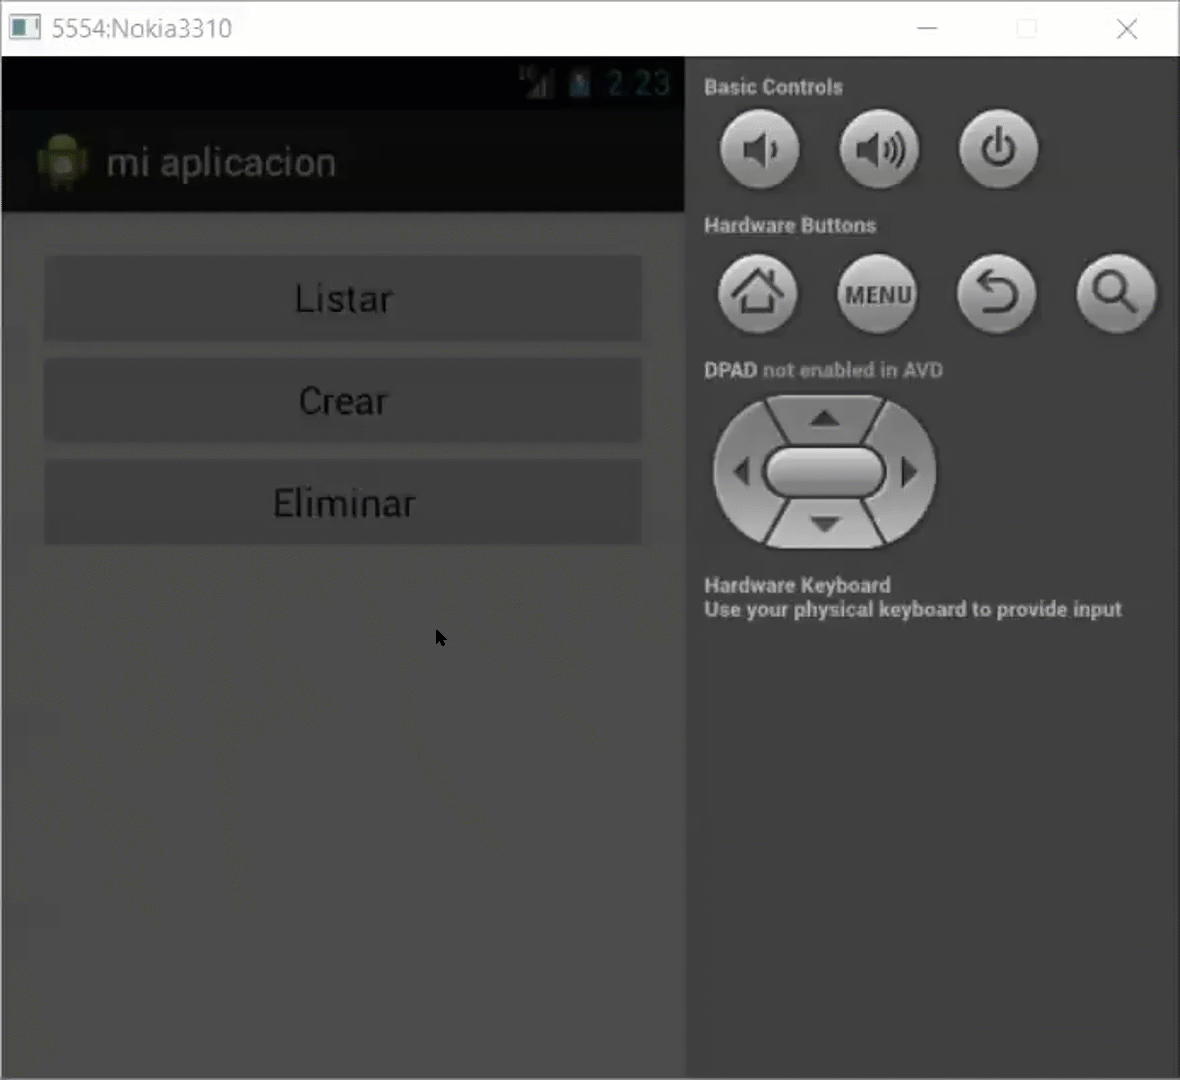 5554:Nokia3310
2:23
mi aplicacion
Listar
Crear
Eliminar
Basic Controls
Hardware Buttons
MENU
DPAD not enabled in AVD
Hardware Keyboard
Use your physical keyboard to provide input